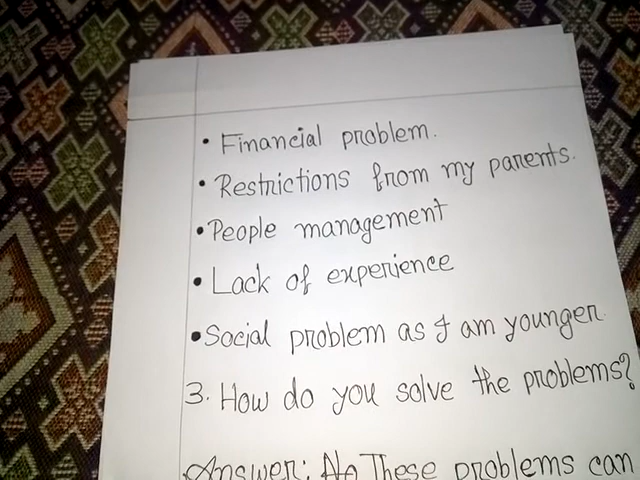 • Financial problem.
• Restrictions from my parents.
• People management
• Lack of experience
• Social problem as I am younger
3. How do you solve the problems?
Answer: These problems can